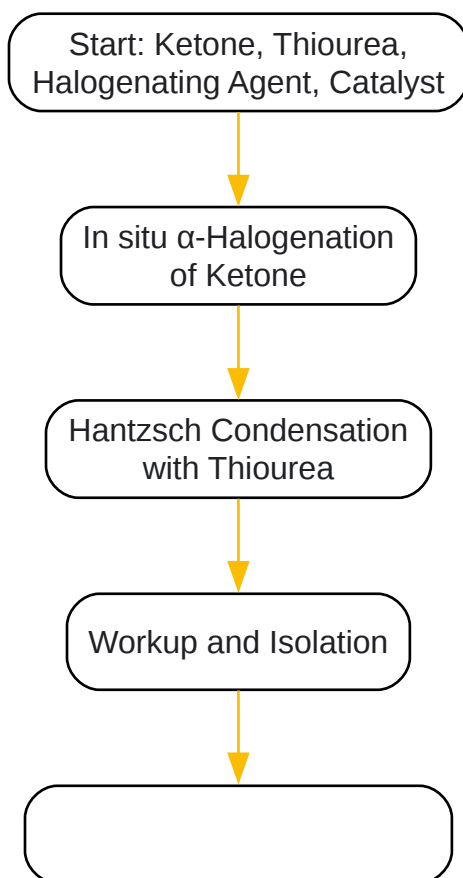 Start: Ketone, Thiourea,
Halogenating Agent, Catalyst
In situ α-Halogenation
of Ketone
Hantzsch Condensation
with Thiourea
Workup and Isolation